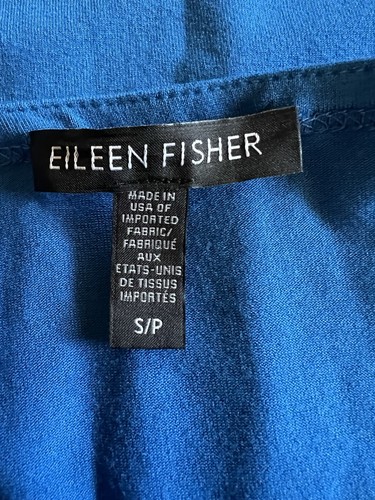 EILEEN FISHER
MADE IN
USA OF
IMPORTED
FABRIC/
FABRIQUÉ
AUX
ETATS-UNIS
DE TISSUS
IMPORTÉS
S/P